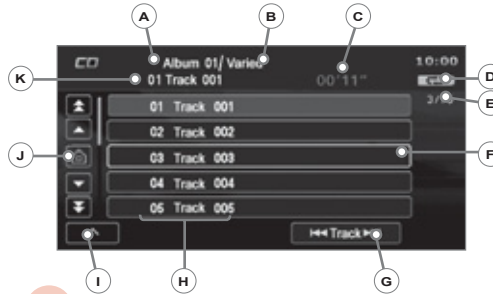 A B C
CD Album 01/ Varied 10:00
K 01 Track 001 00'11" D
3/ E
01 Track 001
02 Track 002
J 03 Track 003 F
04 Track 004
05 Track 005
Track
I H G